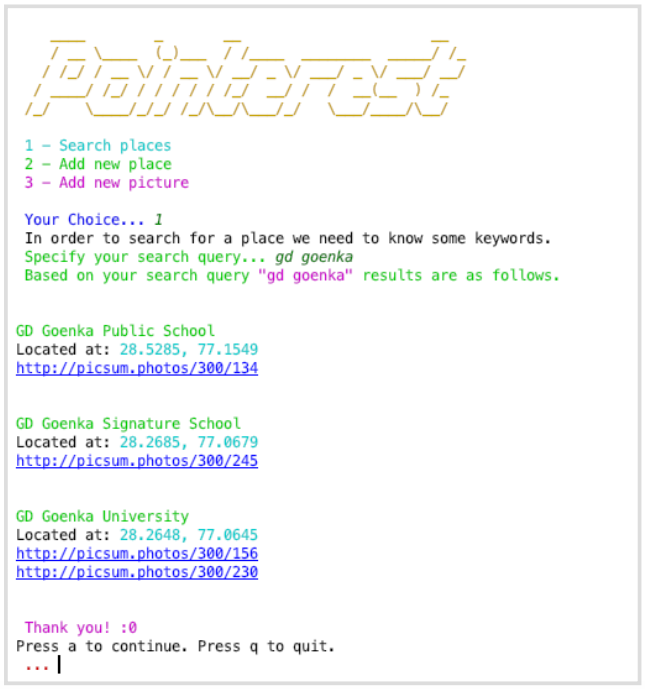 Pointerest
1 - Search places
2 - Add new place
3 - Add new picture
Your Choice... 1
In order to search for a place we need to know some keywords.
Specify your search query... gd goenka
Based on your search query "gd goenka" results are as follows.
GD Goenka Public School
Located at: 28.5285, 77.1549
http://picsum.photos/300/134
GD Goenka Signature School
Located at: 28.2685, 77.0679
http://picsum.photos/300/245
GD Goenka University
Located at: 28.2648, 77.0645
http://picsum.photos/300/156
http://picsum.photos/300/230
Thank you! :0
Press a to continue. Press q to quit.
...